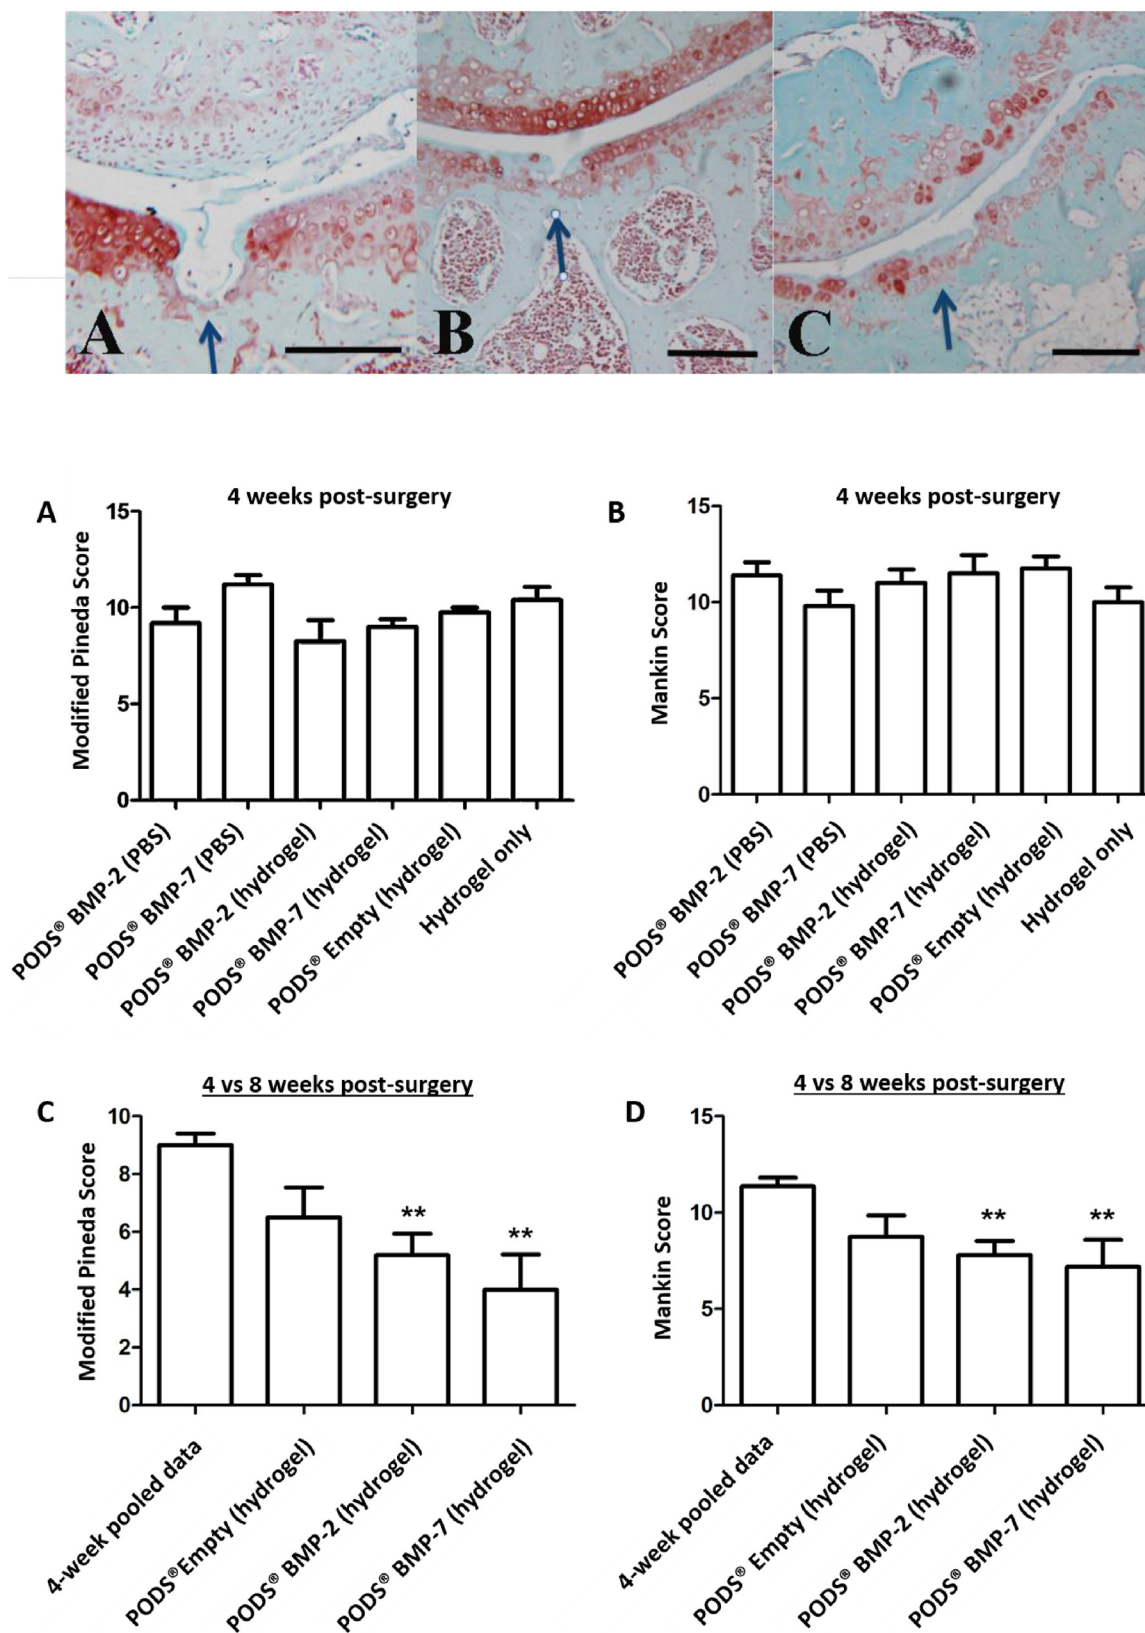 A
B
C
A
4 weeks post-surgery
Modified Pineda Score
15
10
5
0
PODS® BMP-2 (PBS)
PODS® BMP-7 (PBS)
PODS® BMP-2 (hydrogel)
PODS® BMP-7 (hydrogel)
PODS® Empty (hydrogel)
Hydrogel only
B
4 weeks post-surgery
Mankin Score
15
10
5
0
PODS® BMP-2 (PBS)
PODS® BMP-7 (PBS)
PODS® BMP-2 (hydrogel)
PODS® BMP-7 (hydrogel)
PODS® Empty (hydrogel)
Hydrogel only
C
4 vs 8 weeks post-surgery
Modified Pineda Score
10
8
6
4
2
0
**
**
4-week pooled data
PODS®Empty (hydrogel)
PODS® BMP-2 (hydrogel)
PODS® BMP-7 (hydrogel)
D
4 vs 8 weeks post-surgery
Mankin Score
15
10
5
0
**
**
4-week pooled data
PODS® Empty (hydrogel)
PODS® BMP-2 (hydrogel)
PODS® BMP-7 (hydrogel)